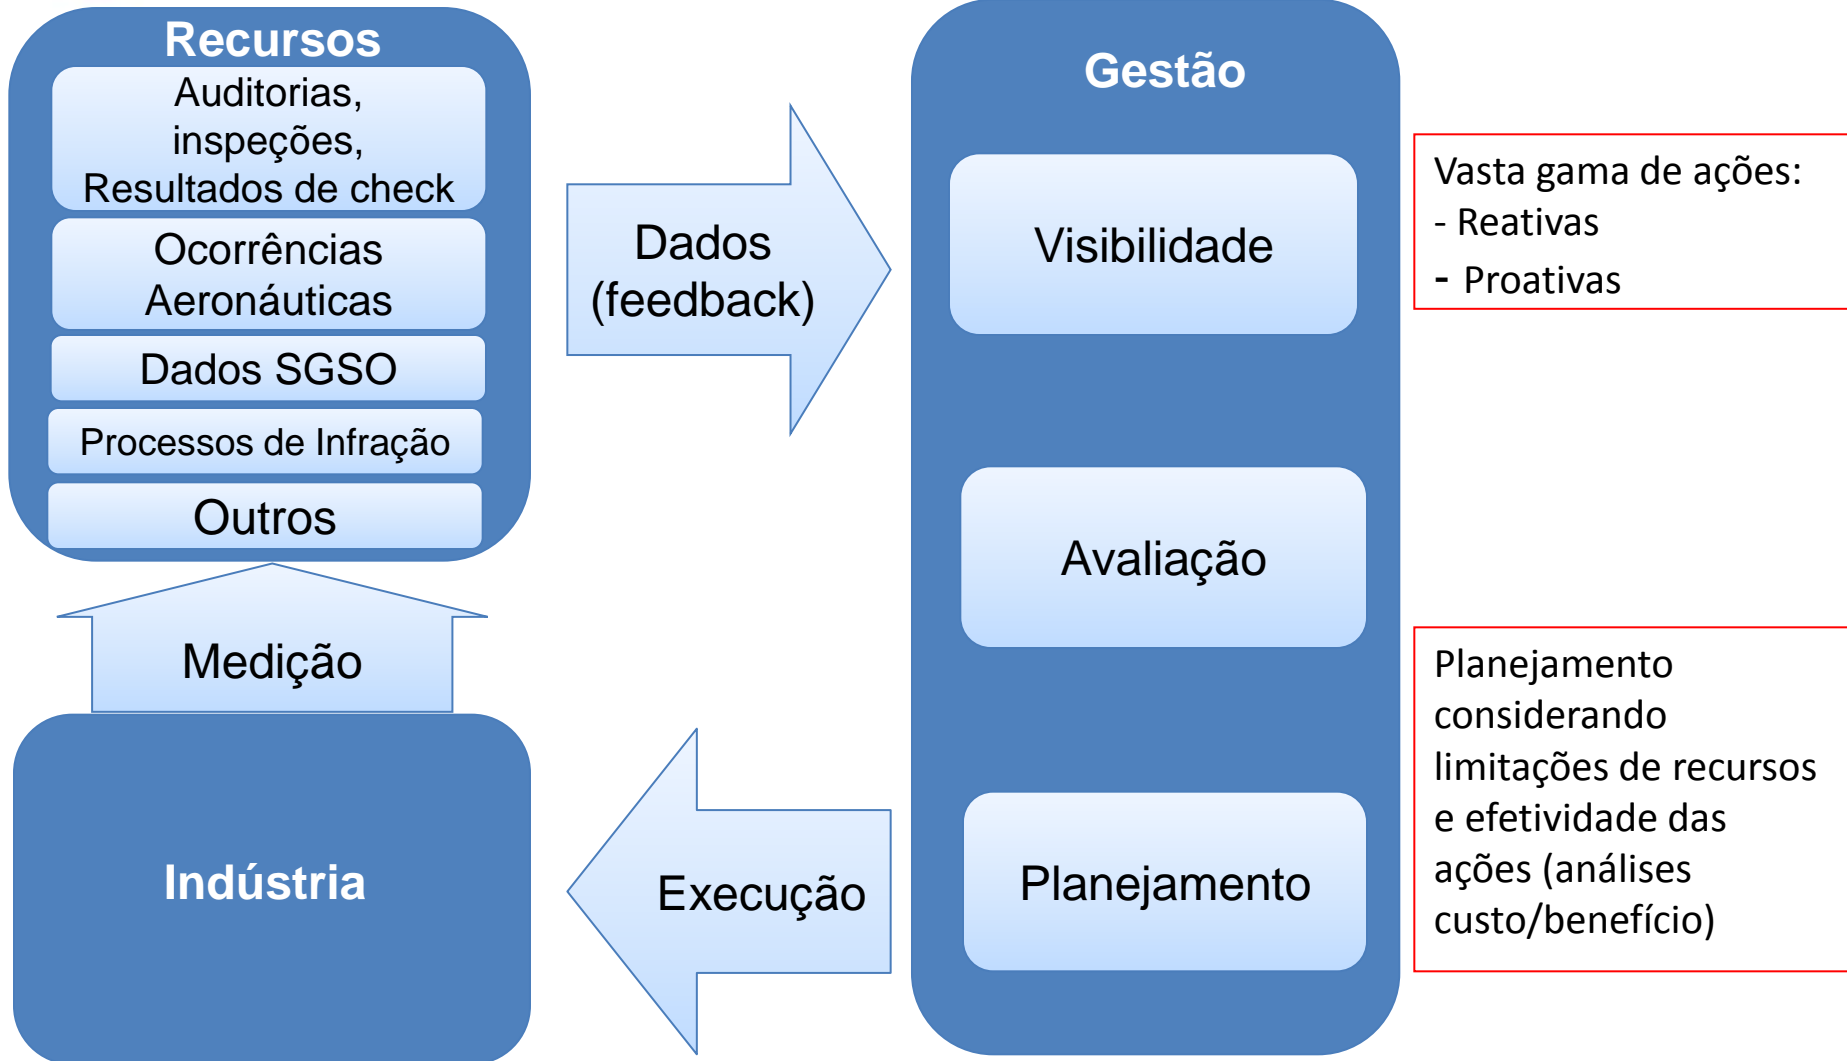 Recursos
Auditorias,
inspeções,
Resultados de check
Ocorrências
Aeronáuticas
Dados SGSO
Processos de Infração
Outros
Medição
Indústria
Dados
(feedback)
Execução
Gestão
Visibilidade
Avaliação
Planejamento
Vasta gama de ações:
- Reativas
- Proativas
Planejamento
considerando
limitações de recursos
e efetividade das
ações (análises
custo/benefício)